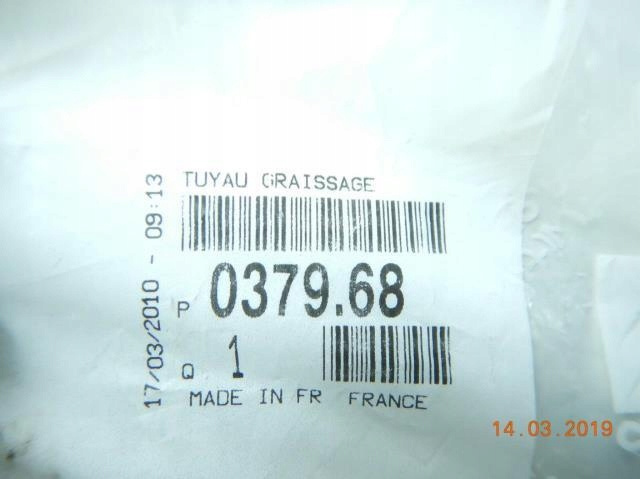 TUYAU GRAISSAGE
17/03/2010 - 09:13
P 0379.68
Q 1
MADE IN FR FRANCE
14.03.2019